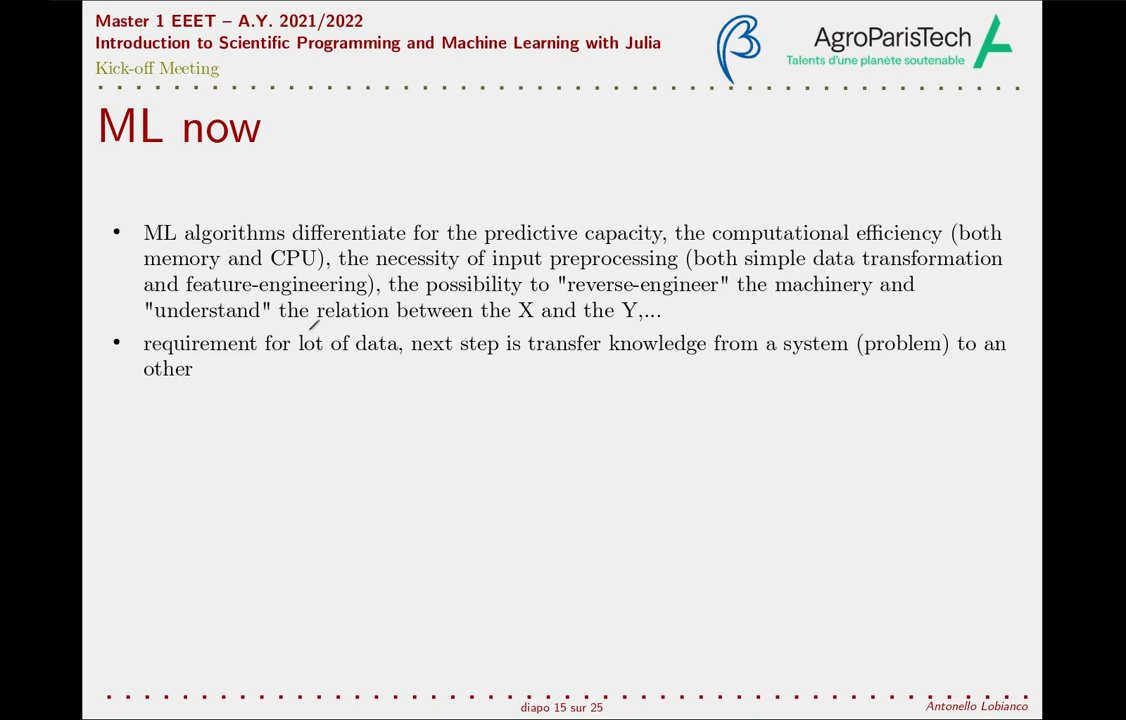 Master 1 EEET – A.Y. 2021/2022
Introduction to Scientific Programming and Machine Learning with Julia
Kick-off Meeting
AgroParisTech
Talents d'une planète soutenable
ML now
• ML algorithms differentiate for the predictive capacity, the computational efficiency (both
memory and CPU), the necessity of input preprocessing (both simple data transformation
and feature-engineering), the possibility to "reverse-engineer" the machinery and
"understand" the relation between the X and the Y,...
• requirement for lot of data, next step is transfer knowledge from a system (problem) to an
other
diapo 15 sur 25
Antonello Lobianco